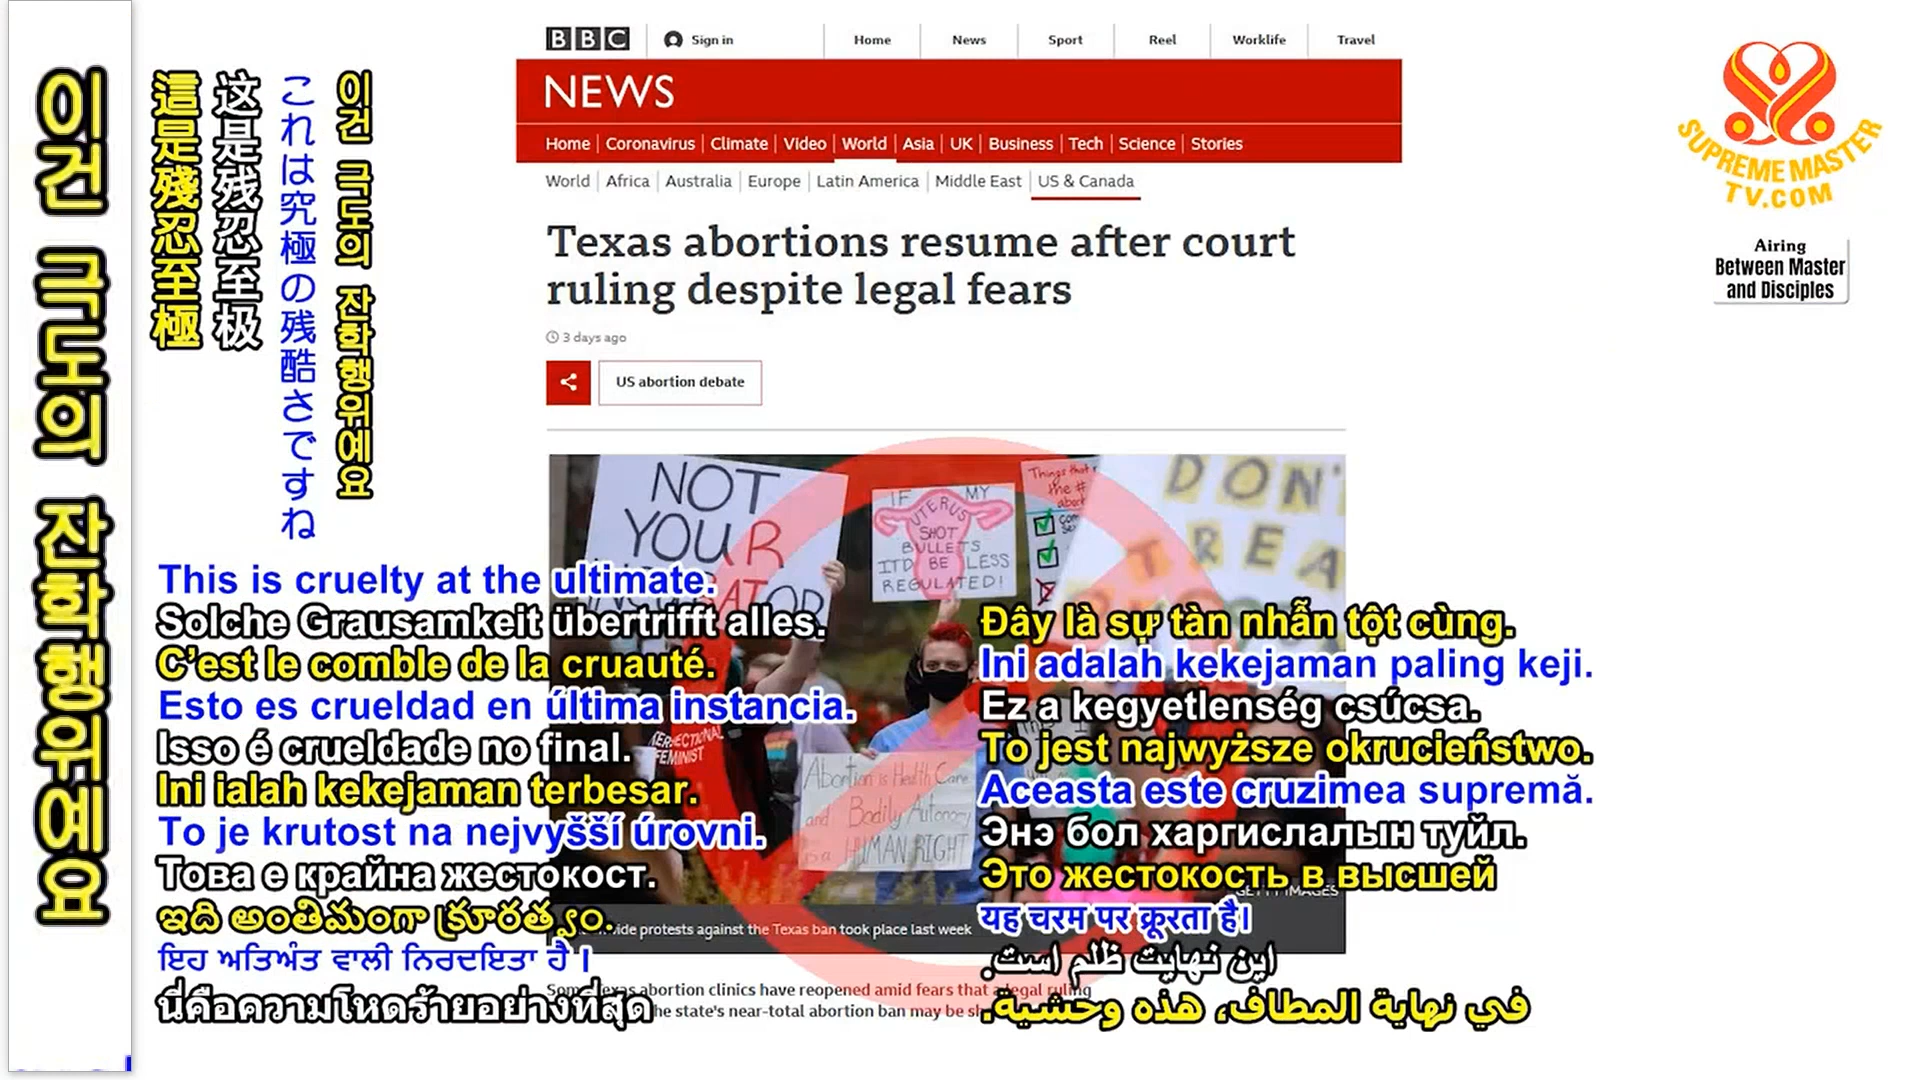 이건 극도의 잔학행위예요
這是殘忍至極
这是残忍至极
これは究極の残酷さですね
이건 극도의 잔학행위예요
BBC
Sign in
Home
News
Sport
Reel
Worklife
Travel
NEWS
Home
Coronavirus
Climate
Video
World
Asia
UK
Business
Tech
Science
Stories
World
Africa
Australia
Europe
Latin America
Middle East
US & Canada
Texas abortions resume after court
ruling despite legal fears
3 days ago
US abortion debate
SUPREME MASTER
TV.COM
Airing
Between Master
and Disciples
NOT
YOUR
IF MY
UTERUS
SHOT
BULLETS
IT'D BE LESS
REGULATED!
Things that
the #
abort
DON'
TREA
FEMINIST
Abortion is Health Care
and Bodily Autonomy
is a HUMAN RIGHT
This is cruelty at the ultimate.
Solche Grausamkeit übertrifft alles.
C'est le comble de la cruauté.
Esto es crueldad en última instancia.
Isso é crueldade no final.
Ini ialah kekejaman terbesar.
To je krutost na nejvyšší úrovni.
Това е крайна жестокост.
ఇది అంతిమంగా క్రూరత్వం.
ਇਹ ਅਤਿਅੰਤ ਵਾਲੀ ਨਿਰਦਇਤਾ ਹੈ।
นี่คือความโหดร้ายอย่างที่สุด
Đây là sự tàn nhẫn tột cùng.
Ini adalah kekejaman paling keji.
Ez a kegyetlenség csúcsa.
To jest najwyższe okrucieństwo.
Aceasta este cruzimea supremă.
Энэ бол харгислалын туйл.
Это жестокость в высшей
यह चरम पर क्रूरता है।
این نهایت ظلم است.
في نهاية المطاف، هذه وحشية.
GETTY IMAGES
protests against the Texas ban took place last week
abortion clinics have reopened amid fears that a legal ruling
the state's near-total abortion ban may be